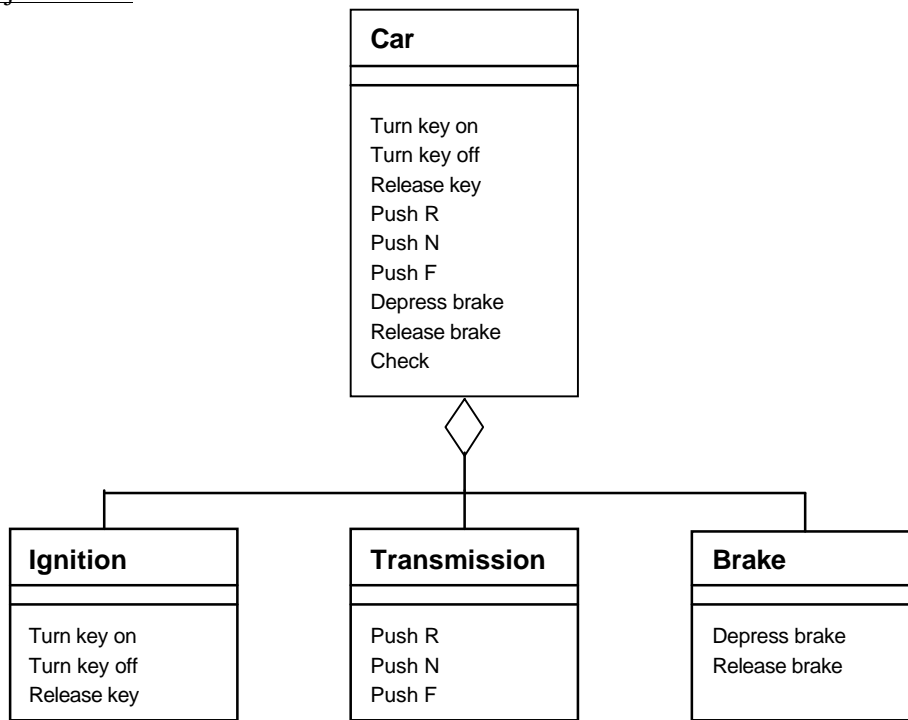 Car
Turn key on
Turn key off
Release key
Push R
Push N
Push F
Depress brake
Release brake
Check
Ignition
Turn key on
Turn key off
Release key
Transmission
Push R
Push N
Push F
Brake
Depress brake
Release brake